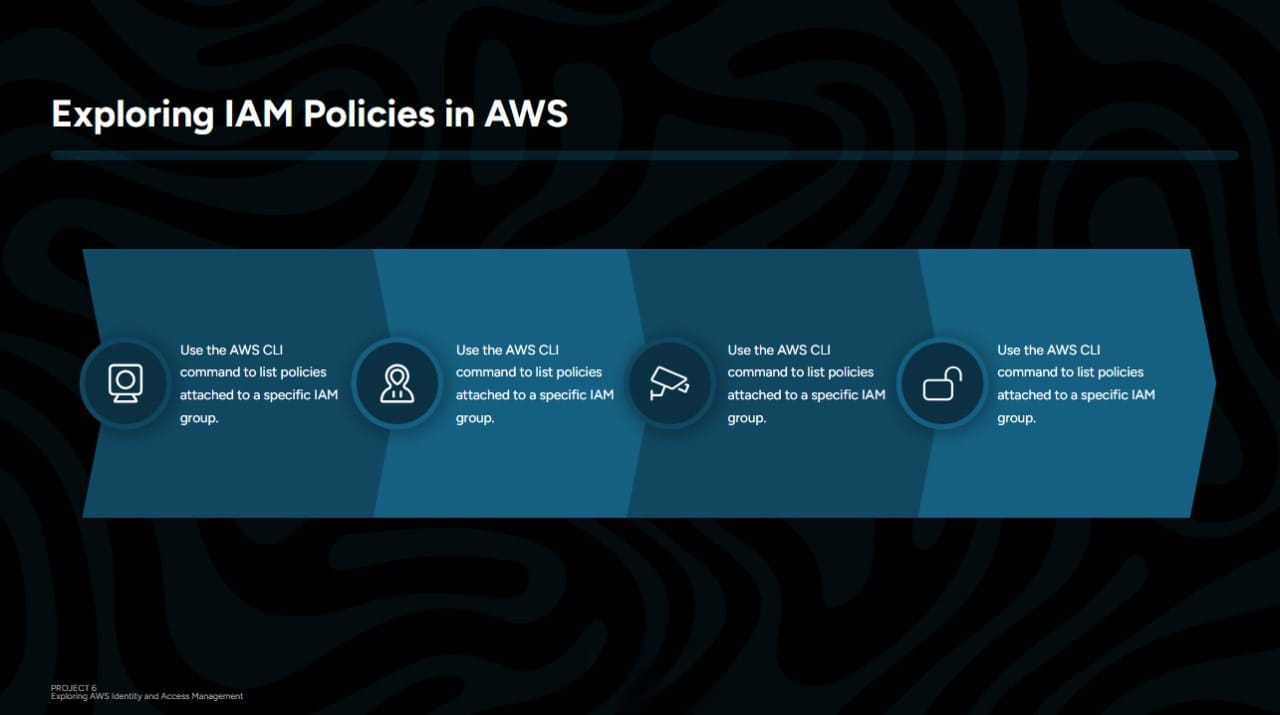 Exploring IAM Policies in AWS
Use the AWS CLI
command to list policies
attached to a specific IAM
group.
Use the AWS CLI
command to list policies
attached to a specific IAM
group.
Use the AWS CLI
command to list policies
attached to a specific IAM
group.
Use the AWS CLI
command to list policies
attached to a specific IAM
group.
PROJECT 6
Exploring AWS Identity and Access Management